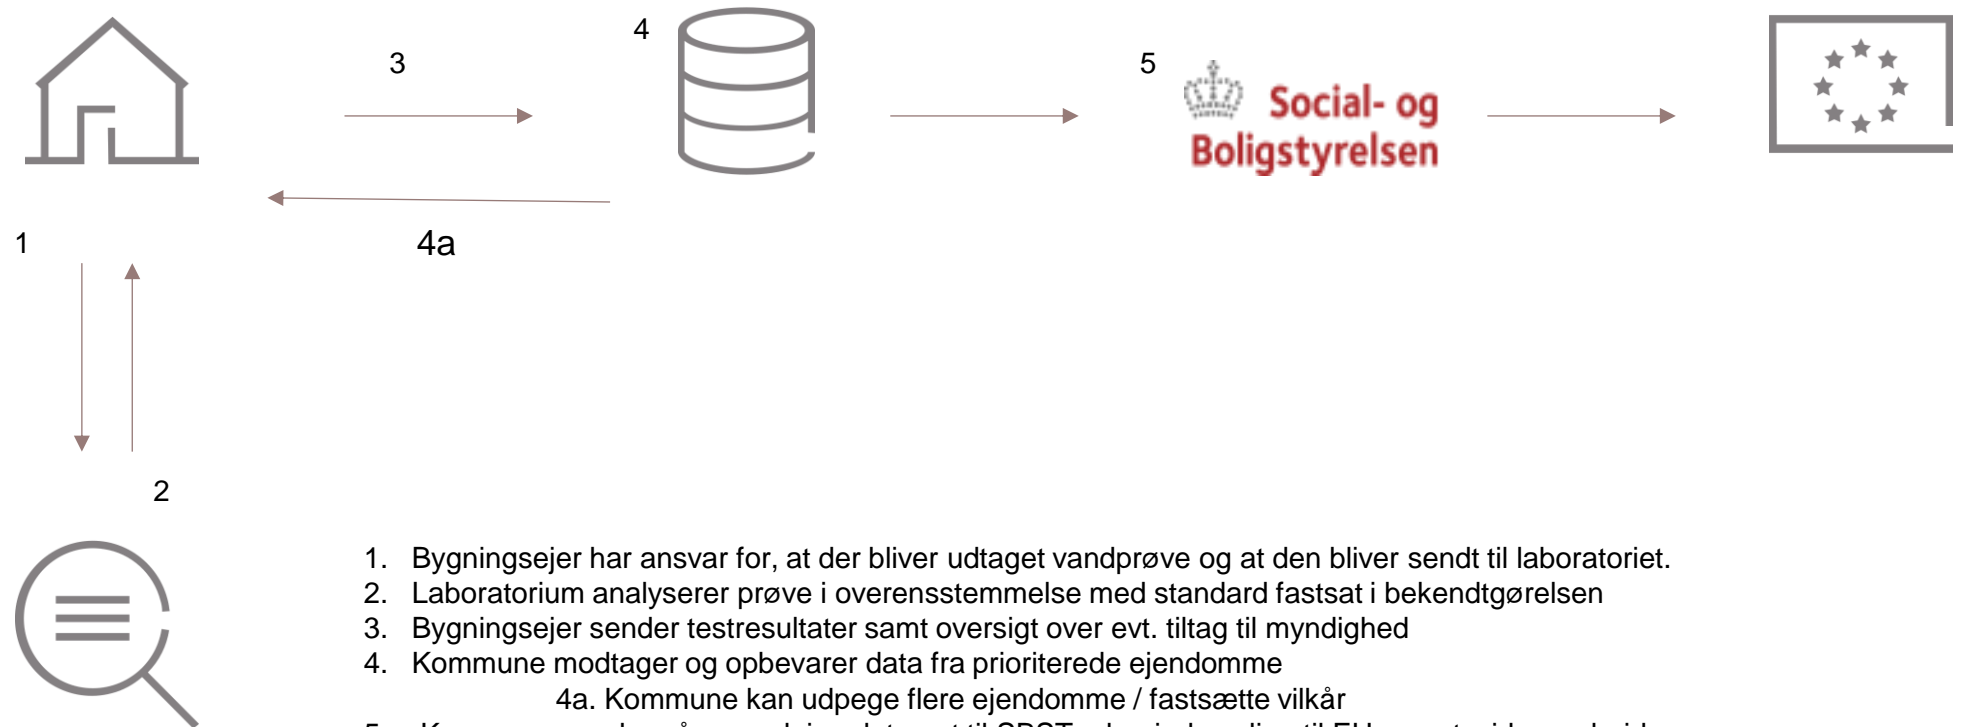 4
3
5
Social- og
Boligstyrelsen
1
4a
2
1. Bygningsejer har ansvar for, at der bliver udtaget vandprøve og at den bliver sendt til laboratoriet.
2. Laboratorium analyserer prøve i overensstemmelse med standard fastsat i bekendtgørelsen
3. Bygningsejer sender testresultater samt oversigt over evt. tiltag til myndighed
4. Kommune modtager og opbevarer data fra prioriterede ejendomme
4a. Kommune kan udpege flere ejendomme / fastsætte vilkår